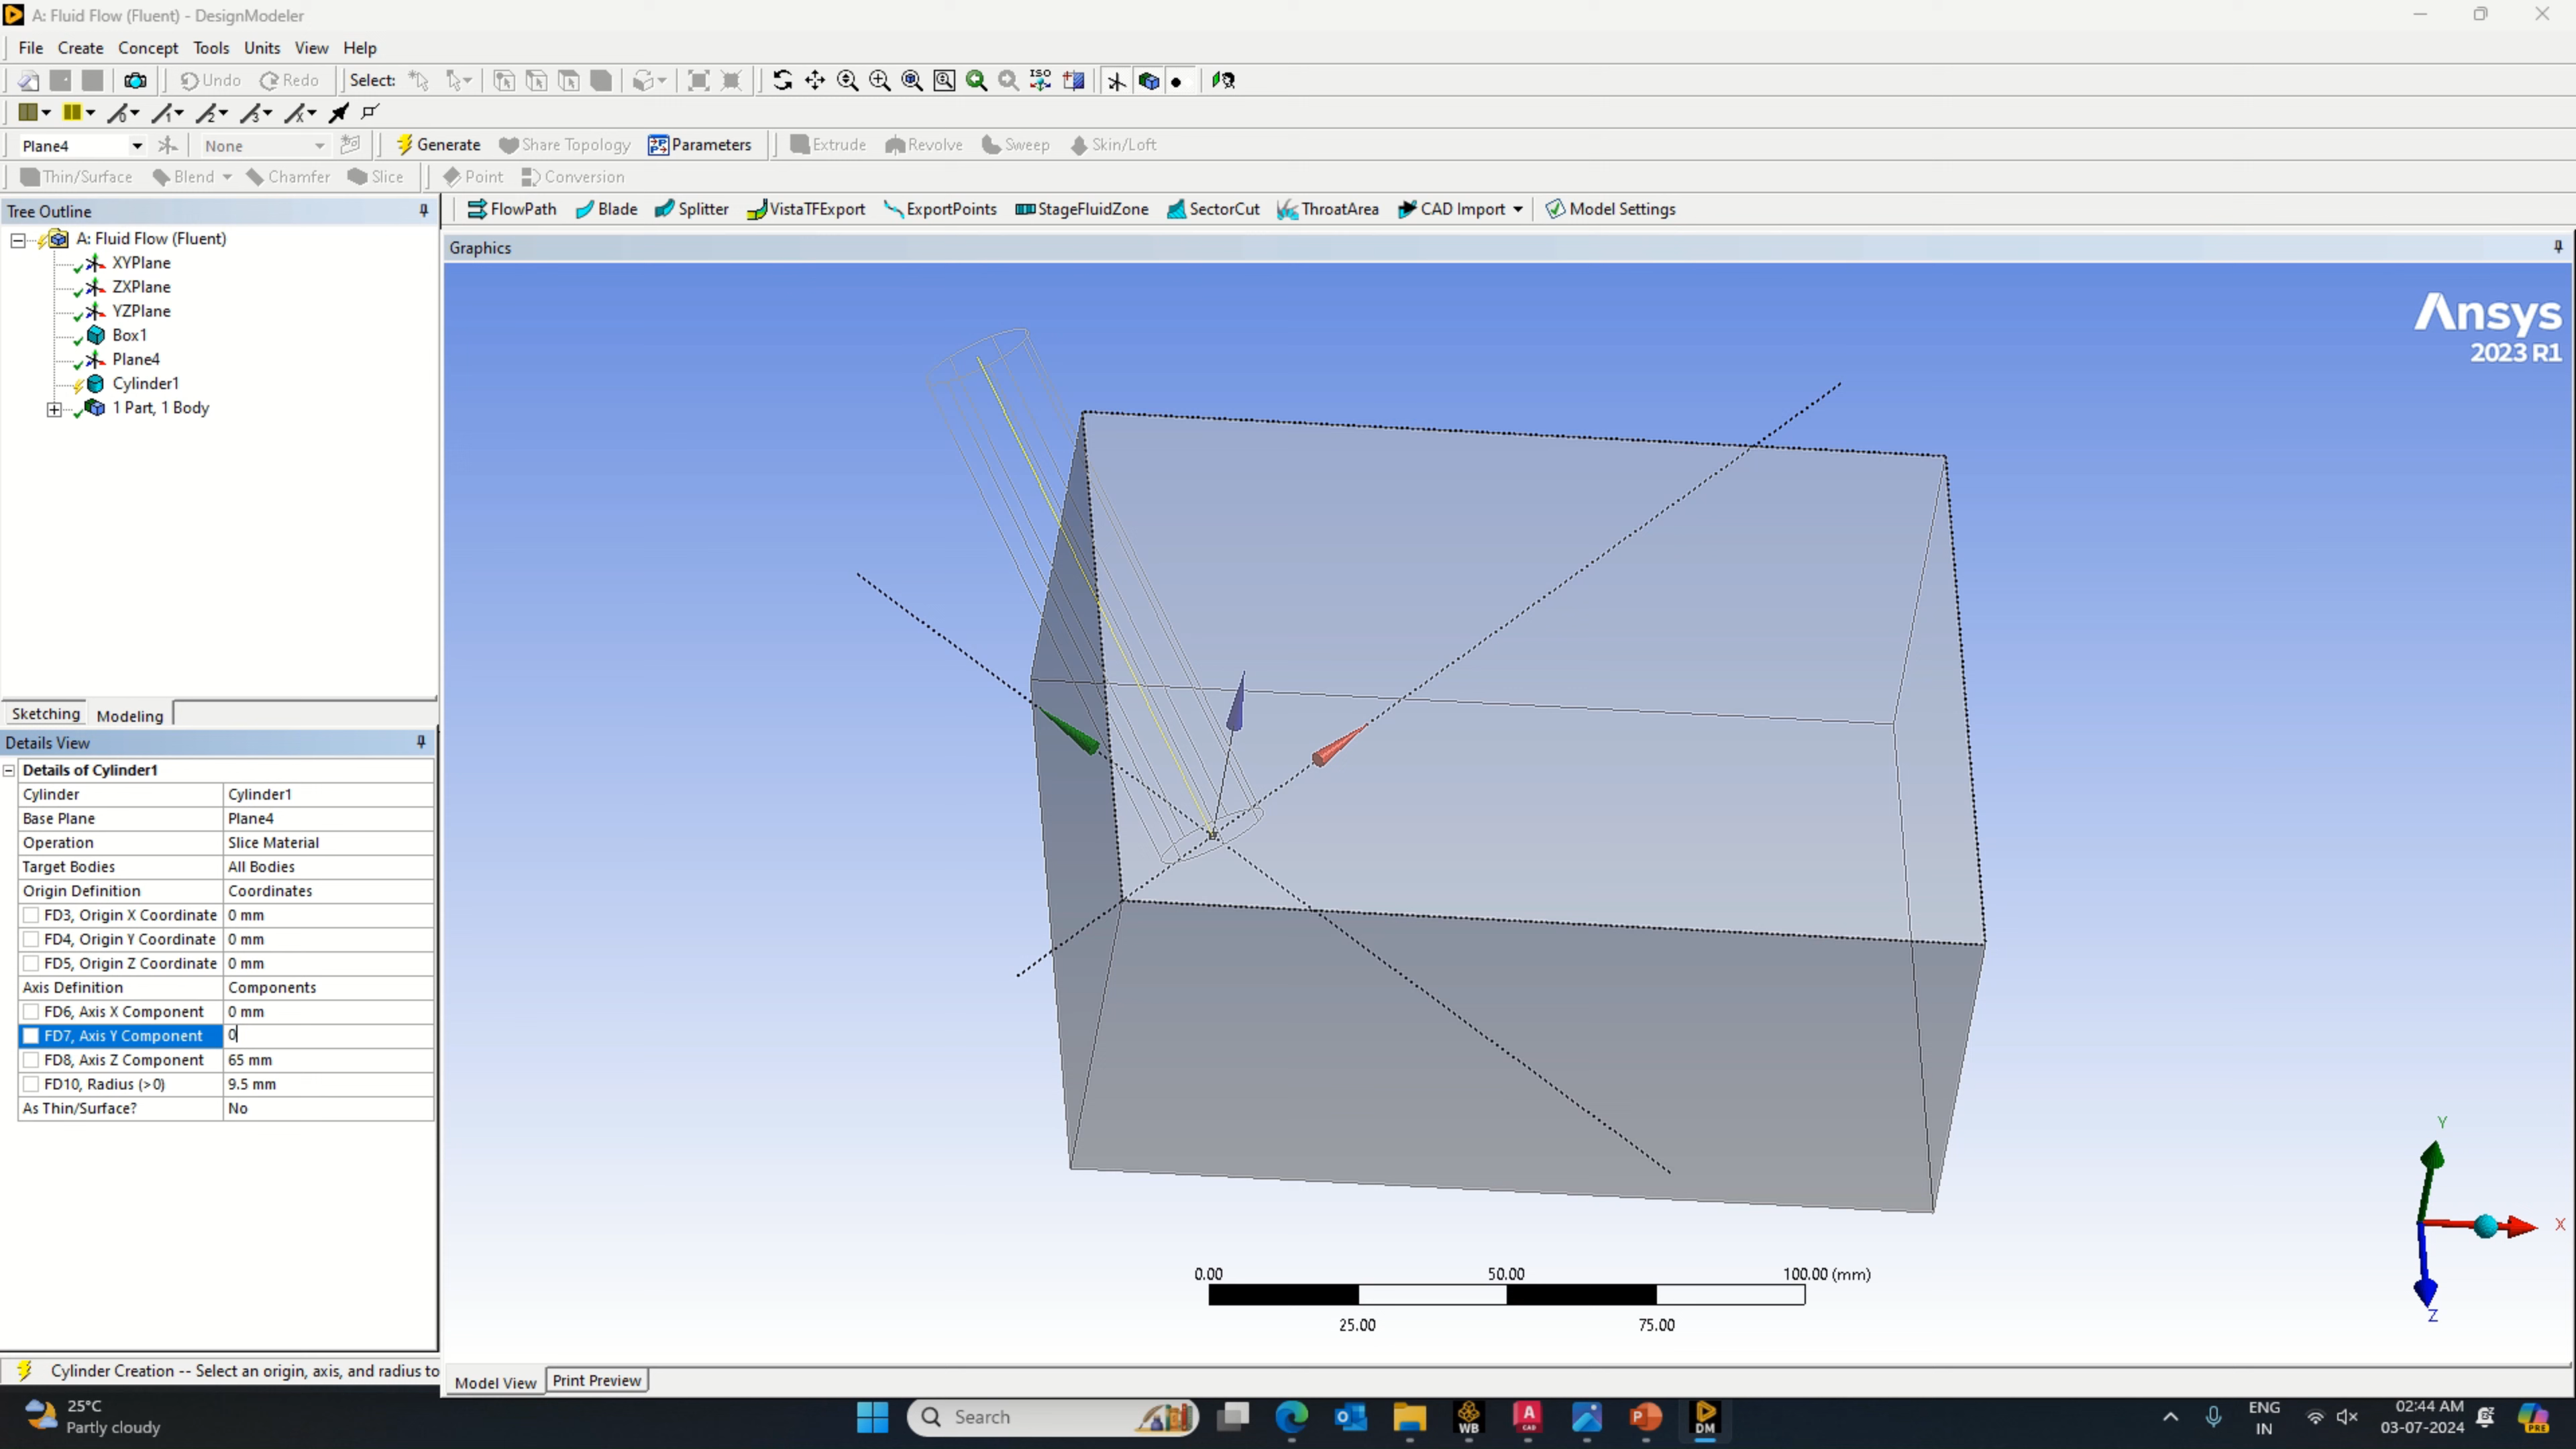 A: Fluid Flow (Fluent) - DesignModeler
File Create Concept Tools Units View Help
Undo Redo Select: ISO
Plane4 None Generate Share Topology Parameters Extrude Revolve Sweep Skin/Loft
Thin/Surface Blend Chamfer Slice Point Conversion
FlowPath Blade Splitter VistaTFExport ExportPoints StageFluidZone SectorCut ThroatArea CAD Import Model Settings
Tree Outline
A: Fluid Flow (Fluent)
XYPlane
ZXPlane
YZPlane
Box1
Plane4
Cylinder1
1 Part, 1 Body
Sketching Modeling
Details View
Details of Cylinder1
Cylinder Cylinder1
Base Plane Plane4
Operation Slice Material
Target Bodies All Bodies
Origin Definition Coordinates
FD3, Origin X Coordinate 0 mm
FD4, Origin Y Coordinate 0 mm
FD5, Origin Z Coordinate 0 mm
Axis Definition Components
FD6, Axis X Component 0 mm
FD7, Axis Y Component 0
FD8, Axis Z Component 65 mm
FD10, Radius (>0) 9.5 mm
As Thin/Surface? No
Graphics
Ansys
2023 R1
Y
X
Z
0.00 50.00 100.00 (mm)
25.00 75.00
Cylinder Creation -- Select an origin, axis, and radius to
Model View Print Preview
25°C
Partly cloudy
Search
WB
A
CAD
P
DM
ENG
IN
02:44 AM
03-07-2024
PRE